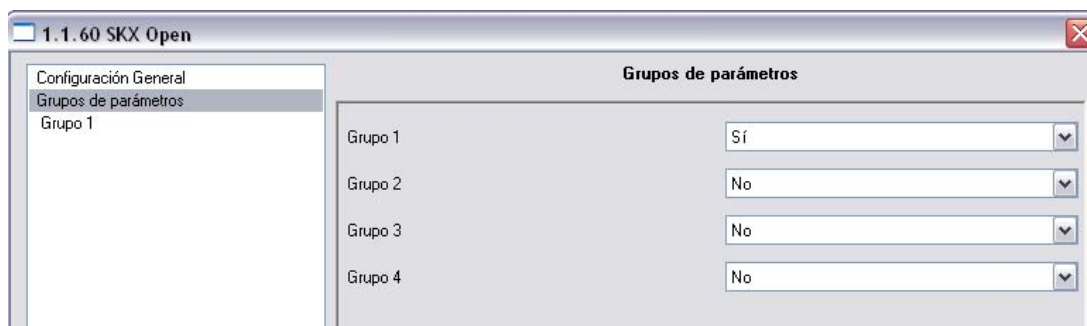 1.1.60 SKX Open
Configuración General
Grupos de parámetros
Grupo 1
Grupos de parámetros
Grupo 1 Sí
Grupo 2 No
Grupo 3 No
Grupo 4 No